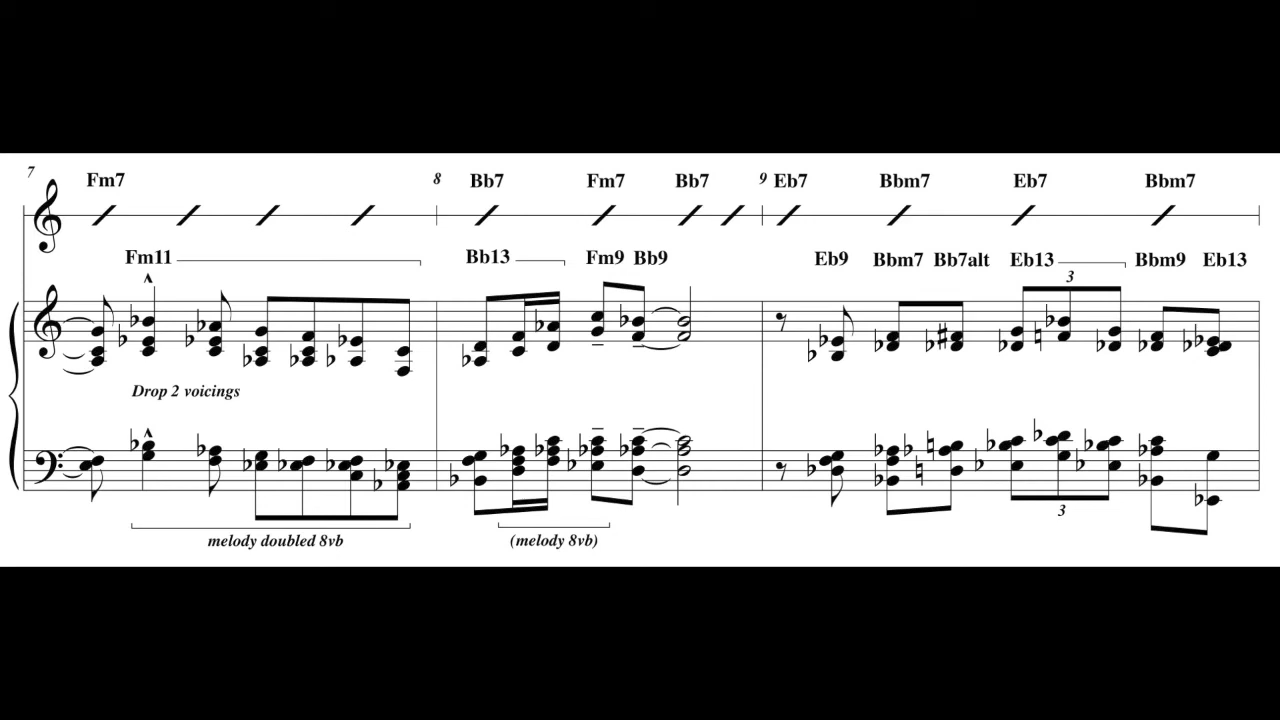 7 Fm7 8 Bb7 Fm7 Bb7 9 Eb7 Bbm7 Eb7 Bbm7
Fm11 Bb13 Fm9 Bb9 Eb9 Bbm7 Bb7alt Eb13 Bbm9 Eb13
3
Drop 2 voicings
3
melody doubled 8vb (melody 8vb)